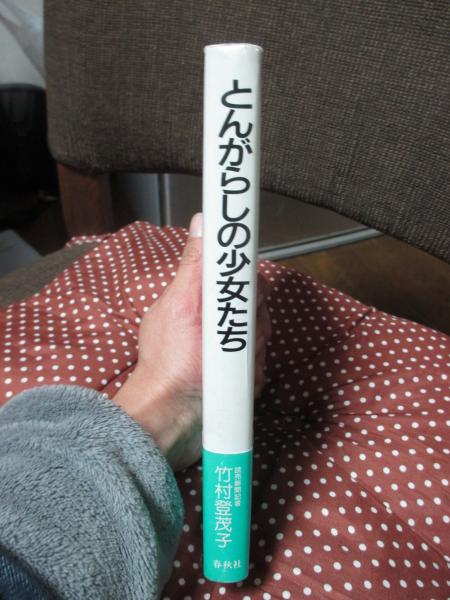 とんがらしの少女たち
読売新聞記者
竹村登茂子
春秋社